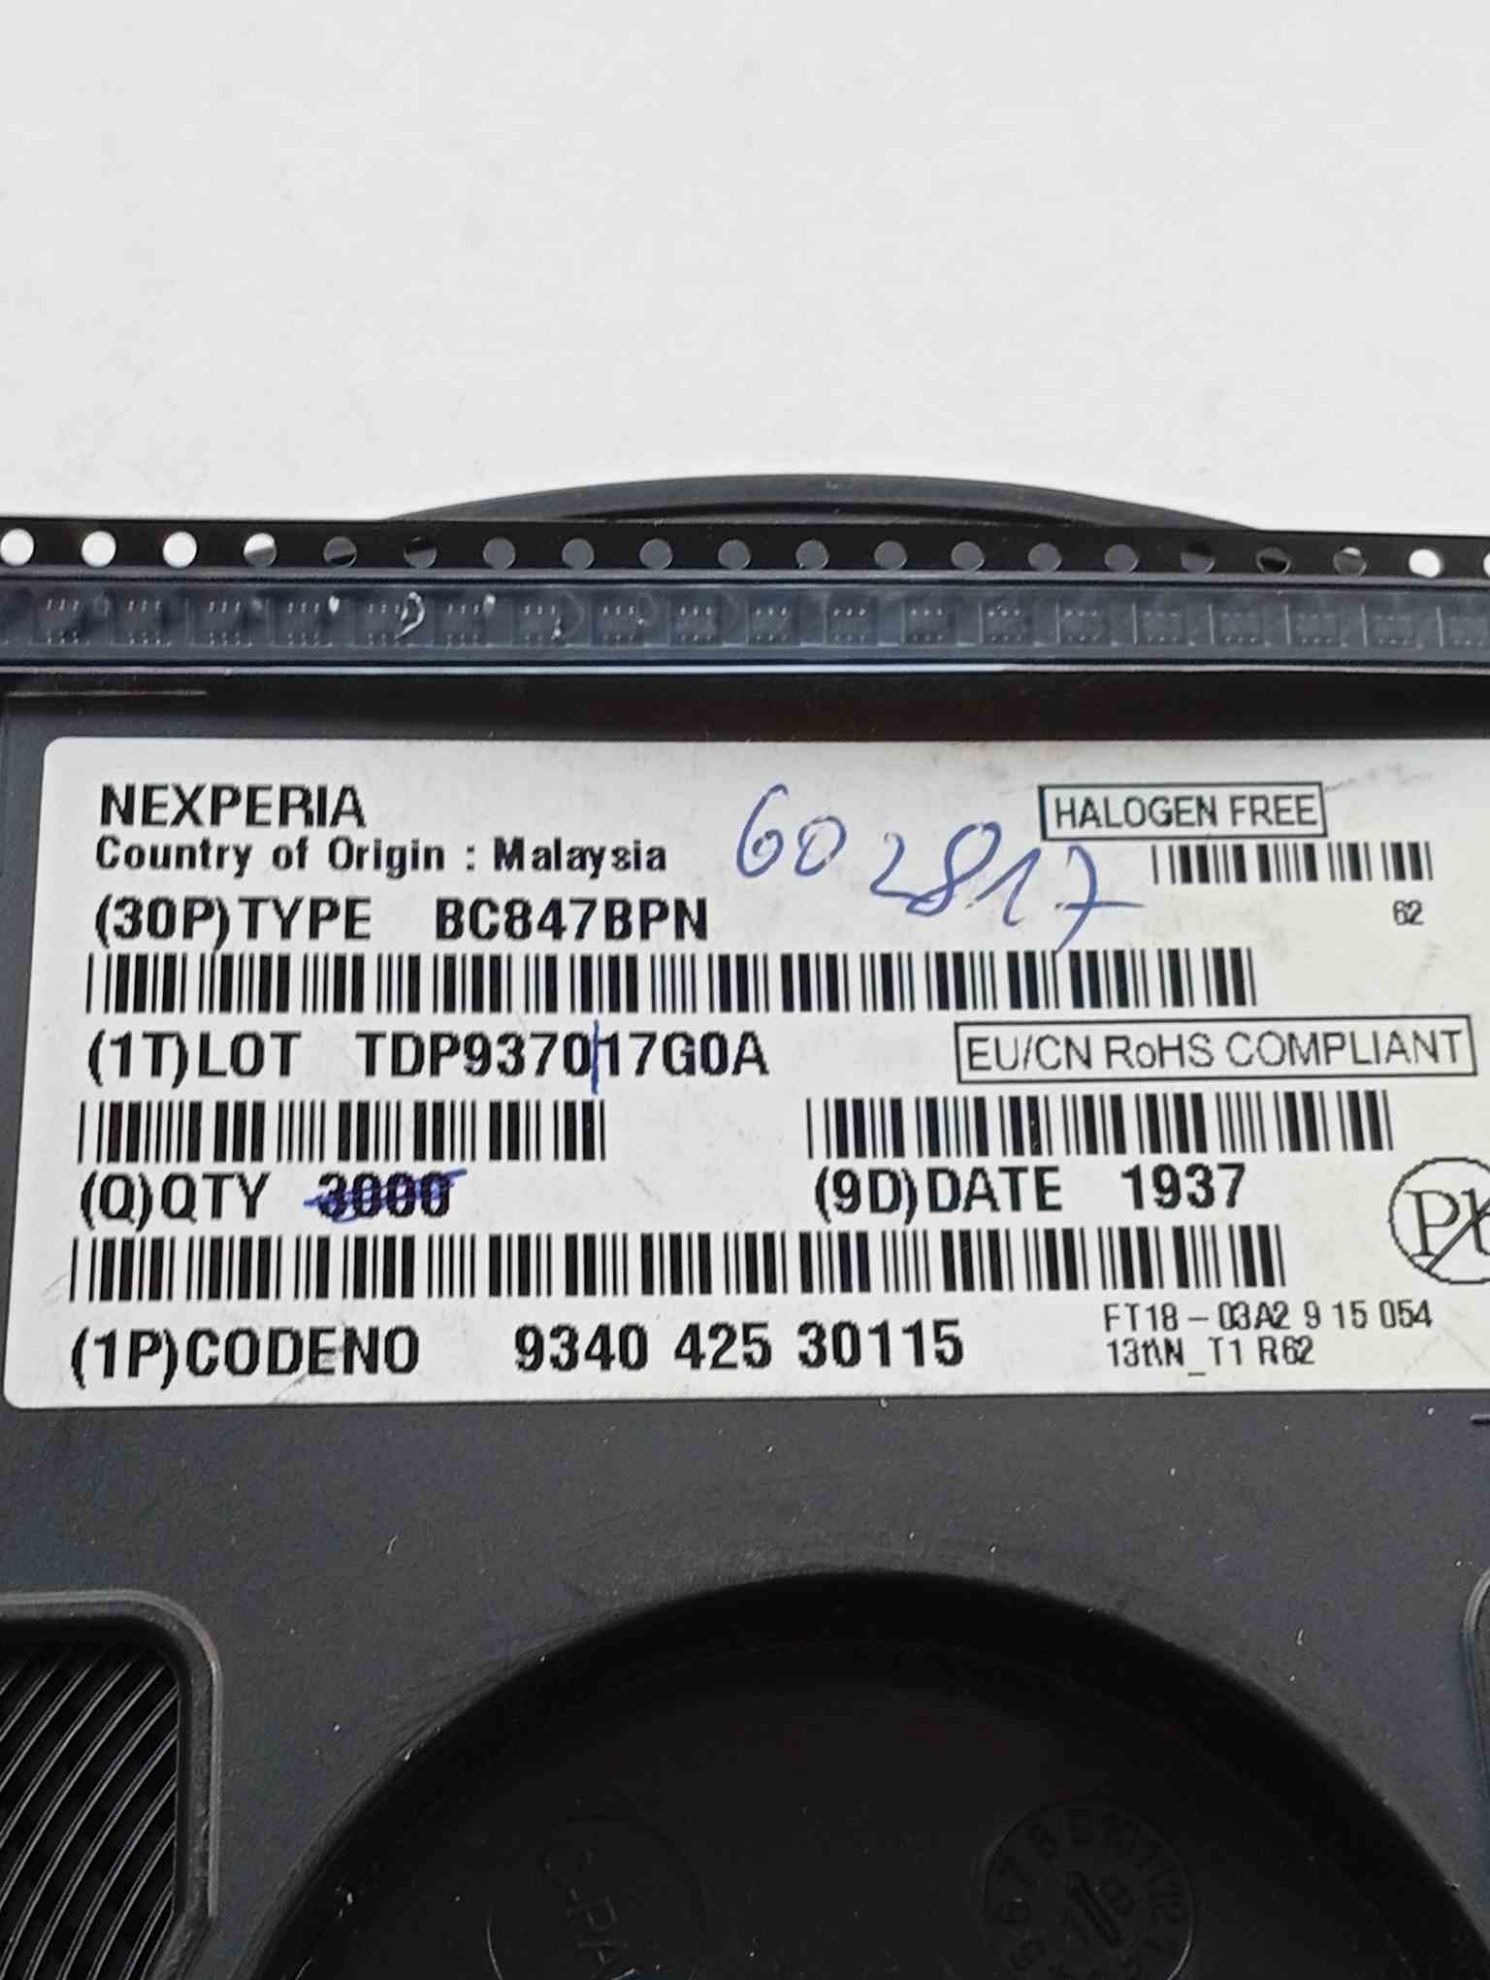 NEXPERIA
Country of Origin : Malaysia
602817
HALOGEN FREE
62
(30P)TYPE BC847BPN
(1T)LOT TDP937017G0A
EU/CN RoHS COMPLIANT
(Q)QTY 3000
(9D)DATE 1937
(1P)CODENO 9340 425 30115
FT18 - 03A2 9 15 054
T1 R62